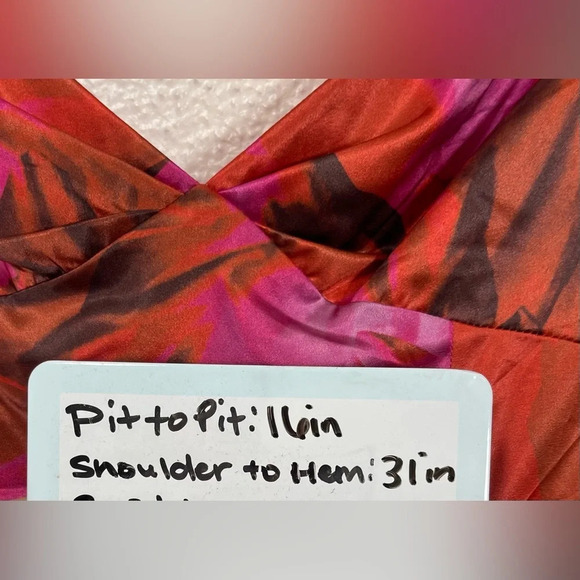 Pit to Pit: 16in
Shoulder to Hem: 31in